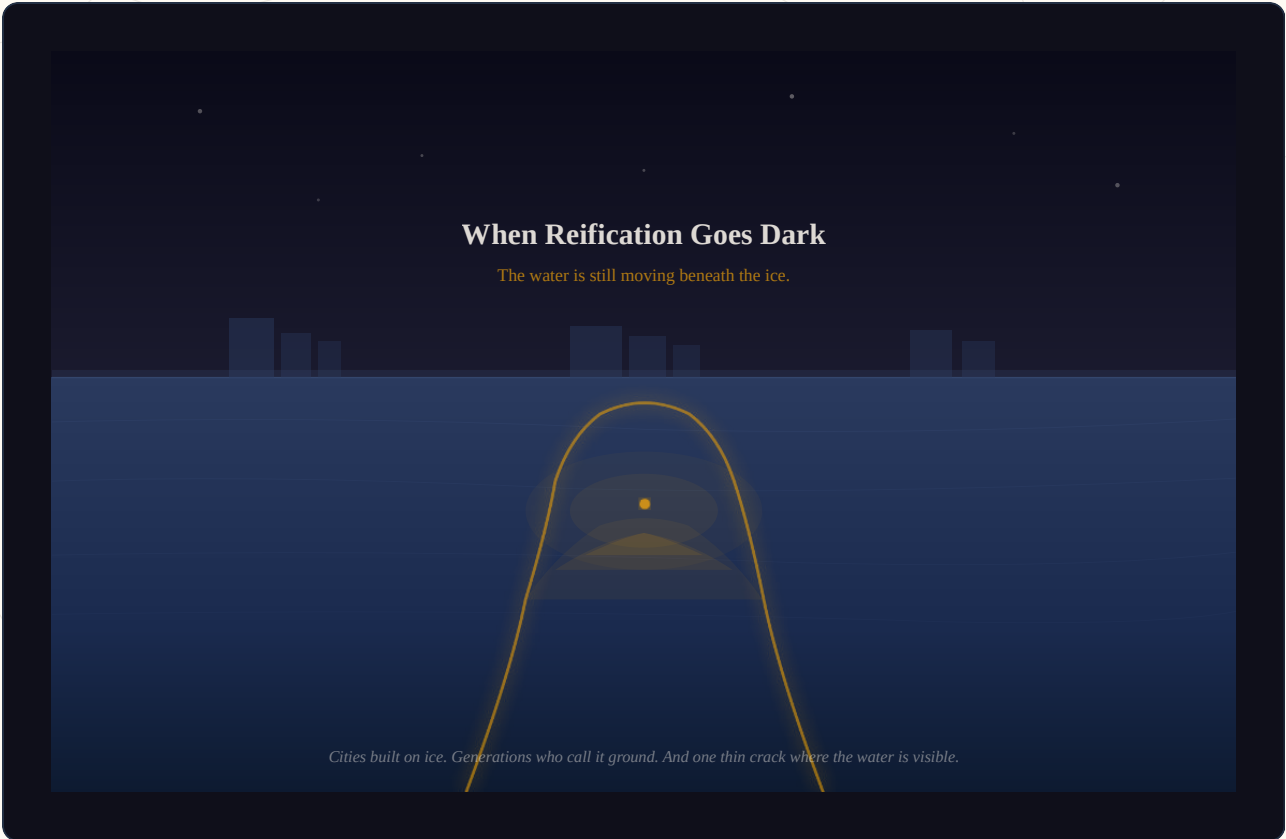 When Reification Goes Dark
The water is still moving beneath the ice.
Cities built on ice. Generations who call it ground. And one thin crack where the water is visible.